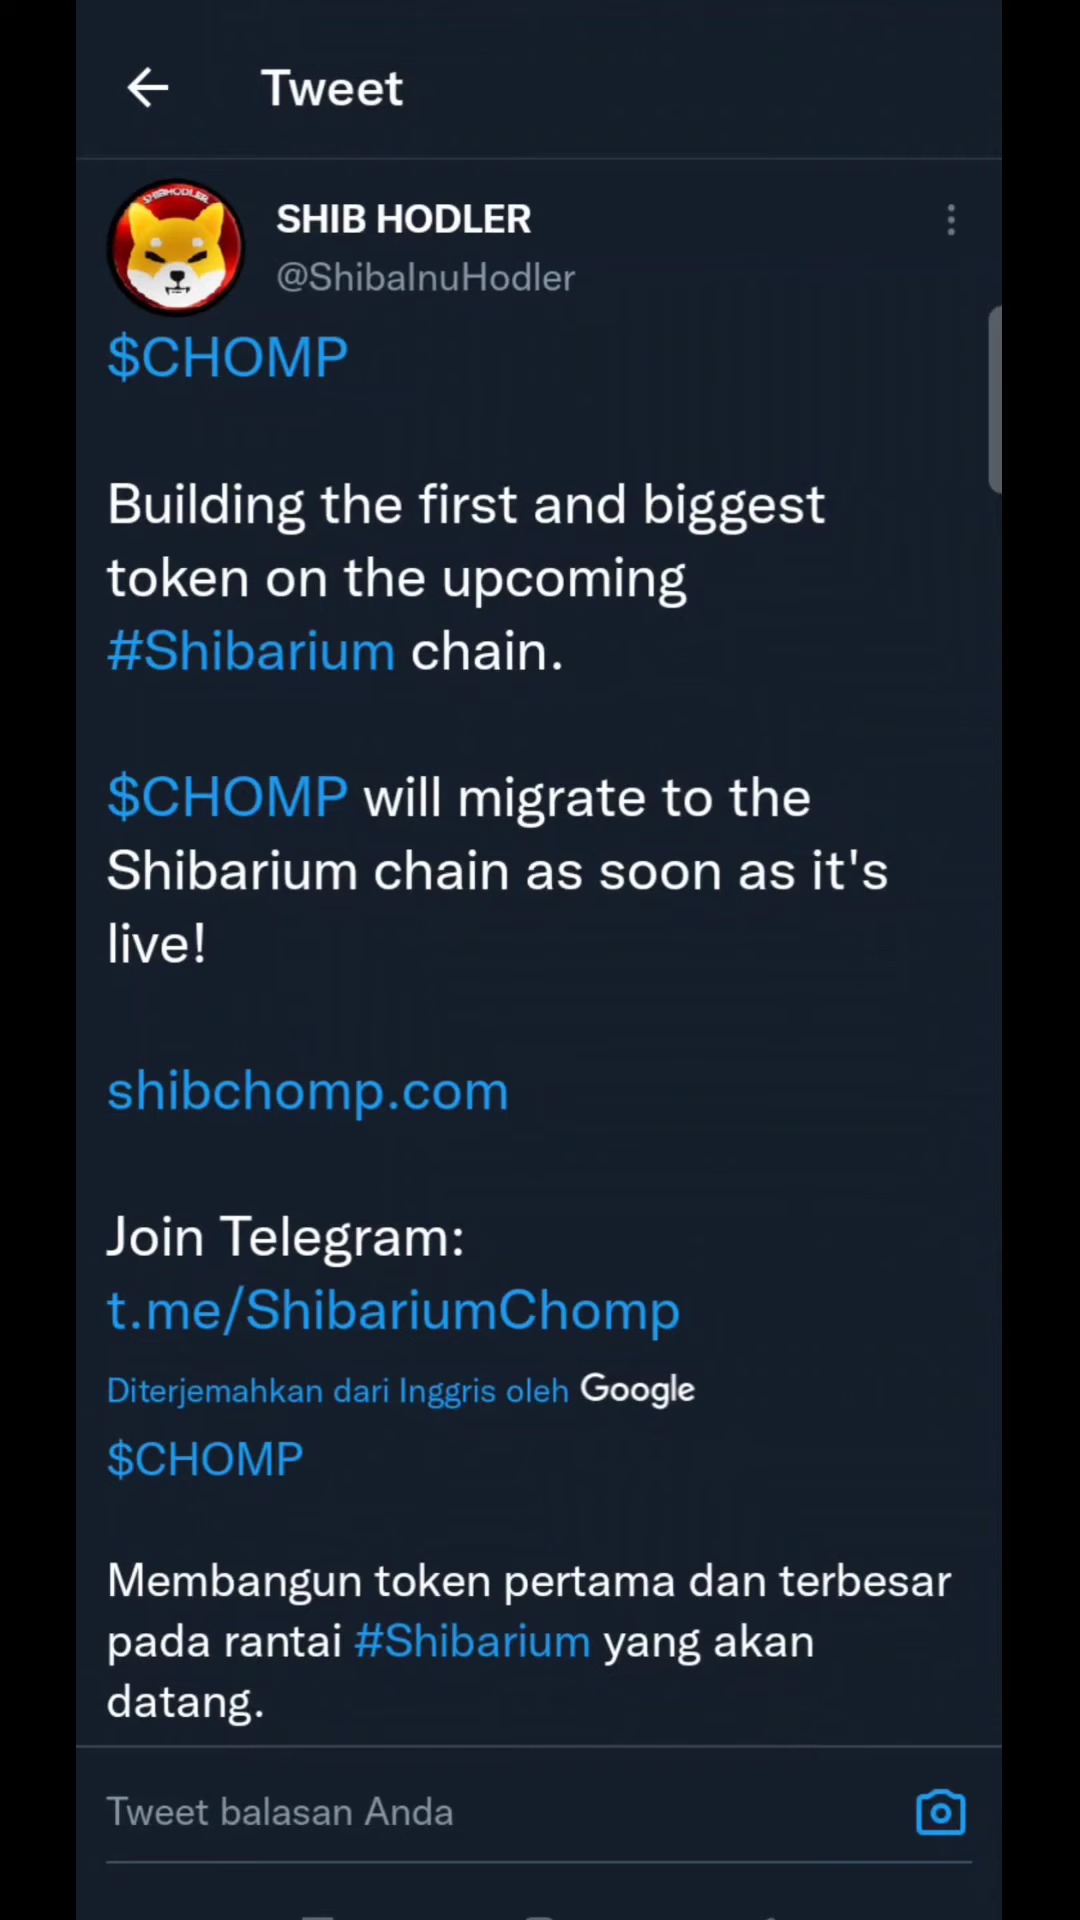 Tweet
SHIBHODLER
SHIB HODLER
@ShibaInuHodler
$CHOMP
Building the first and biggest
token on the upcoming
#Shibarium chain.
$CHOMP will migrate to the
Shibarium chain as soon as it's
live!
shibchomp.com
Join Telegram:
t.me/ShibariumChomp
Diterjemahkan dari Inggris oleh Google
$CHOMP
Membangun token pertama dan terbesar
pada rantai #Shibarium yang akan
datang.
Tweet balasan Anda